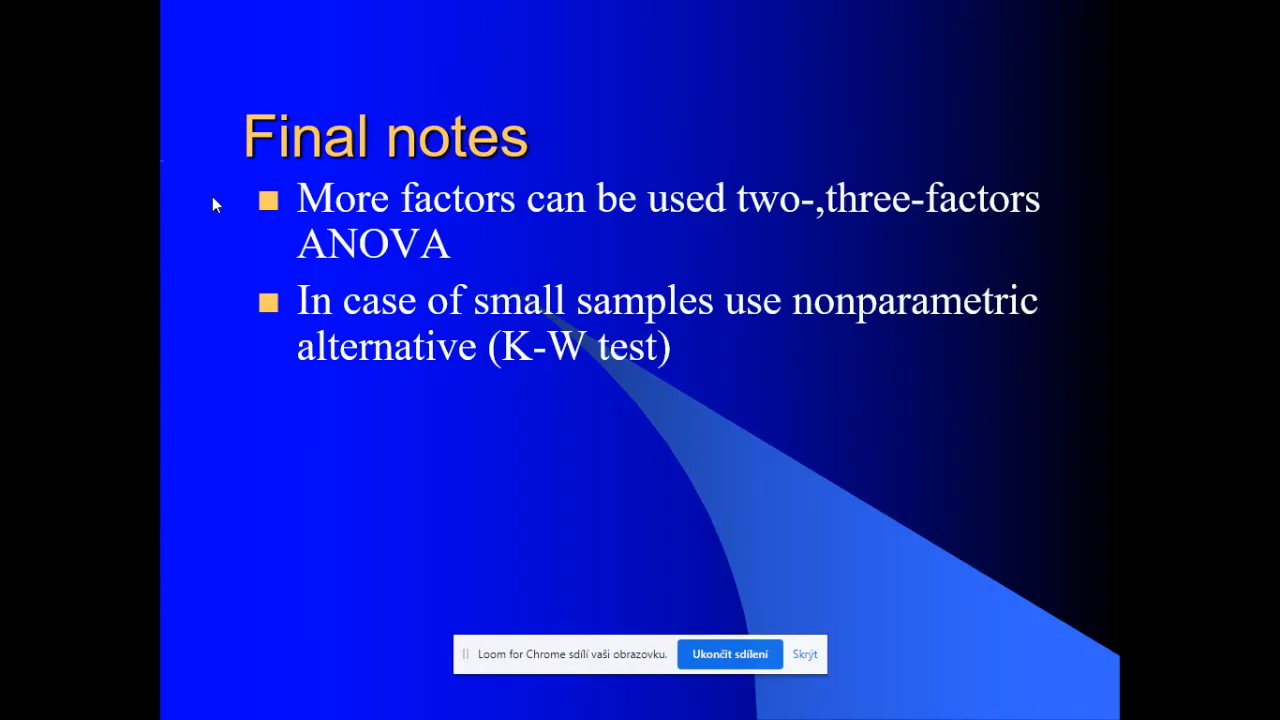 Final notes
More factors can be used two-,three-factors
ANOVA
In case of small samples use nonparametric
alternative (K-W test)
Loom for Chrome sdílí vaši obrazovku.
Ukončit sdílení
Skrýt